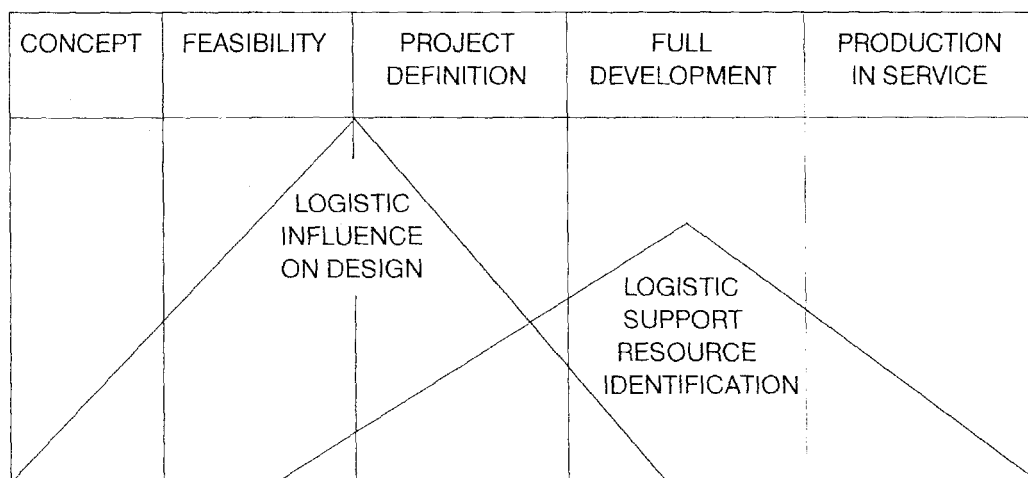 CONCEPT
FEASIBILITY
PROJECT
DEFINITION
FULL
DEVELOPMENT
PRODUCTION
IN SERVICE
LOGISTIC
INFLUENCE
ON DESIGN
LOGISTIC
SUPPORT
RESOURCE
IDENTIFICATION